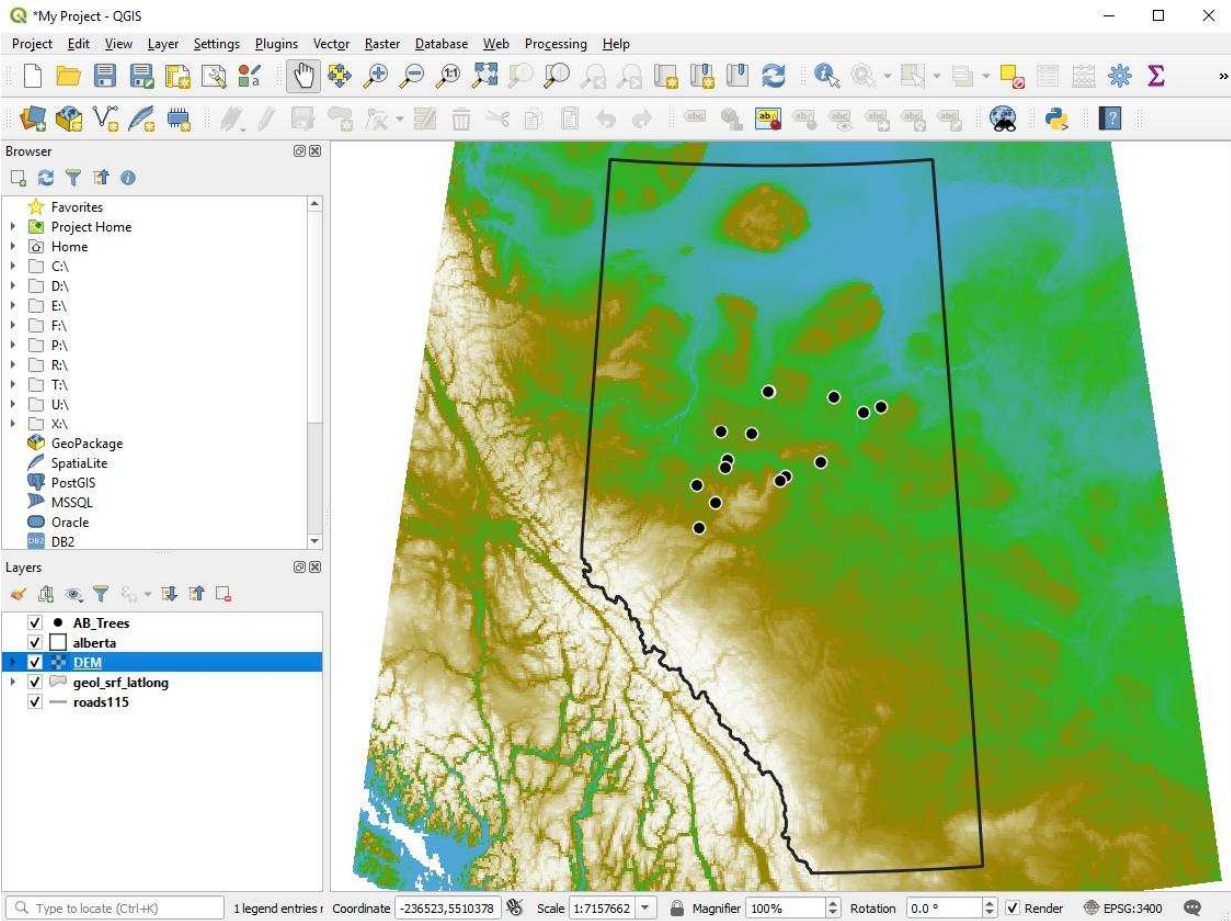 *My Project - QGIS
Project Edit View Layer Settings Plugins Vector Raster Database Web Processing Help
Browser
Favorites
Project Home
Home
C:\
D:\
E:\
F:\
P:\
R:\
T:\
U:\
X:\
GeoPackage
SpatiaLite
PostGIS
MSSQL
Oracle
DB2
Layers
AB_Trees
alberta
DEM
geol_srf_latlong
roads115
Type to locate (Ctrl+K) 1 legend entries r Coordinate -236523,5510378 Scale 1:7157662 Magnifier 100% Rotation 0.0 ° Render EPSG:3400